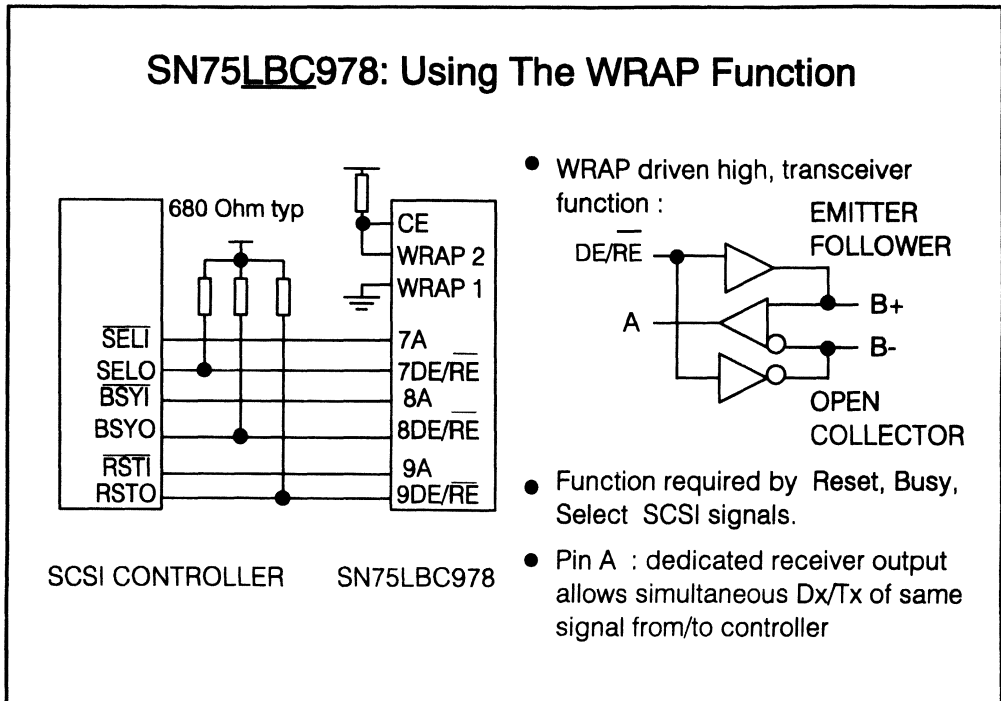 SN75LBC978: Using The WRAP Function
680 Ohm typ
CE
WRAP 2
WRAP 1
SELI
SELO
BSYI
BSYO
RSTI
RSTO
7A
7DE/RE
8A
8DE/RE
9A
9DE/RE
SCSI CONTROLLER
SN75LBC978
● WRAP driven high, transceiver
function :
EMITTER
FOLLOWER
DE/RE
A
B+
B-
OPEN
COLLECTOR
● Function required by Reset, Busy,
Select SCSI signals.
● Pin A : dedicated receiver output
allows simultaneous Dx/Tx of same
signal from/to controller